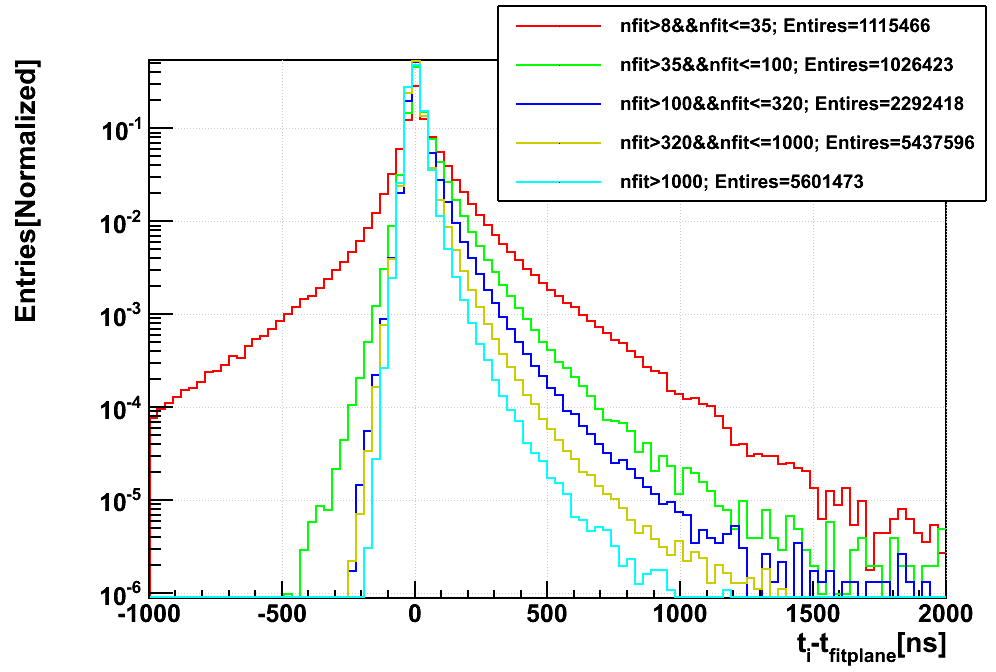 nfit>8&&nfit<=35; Entires=1115466
nfit>35&&nfit<=100; Entires=1026423
nfit>100&&nfit<=320; Entires=2292418
nfit>320&&nfit<=1000; Entires=5437596
nfit>1000; Entires=5601473
Entries[Normalized]
10-1
10-2
10-3
10-4
10-5
10-6
-1000 -500 0 500 1000 1500 2000
ti-tfitplane[ns]